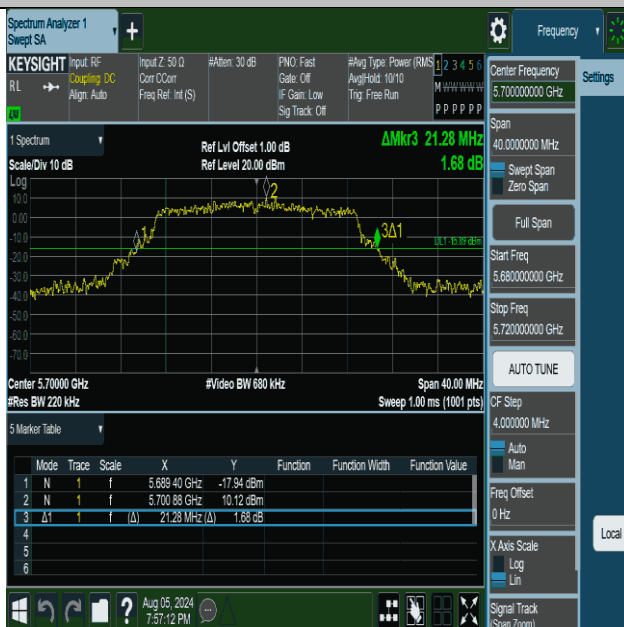 Spectrum Analyzer 1
Swept SA
Frequency
KEYSIGHT
Input: RF
Input Z: 50 Ω
#Atten: 30 dB
PNO: Fast
#Avg Type: Power (RMS
1 2 3 4 5 6
RL
Coupling: DC
Corr CCorr
Gate: Off
Avg|Hold: 10/10
M W W W W W
Align: Auto
Freq Ref: Int (S)
IF Gain: Low
Trig: Free Run
Sig Track: Off
P P P P P P
1 Spectrum
Ref Lvl Offset 1.00 dB
ΔMkr3 21.28 MHz
Scale/Div 10 dB
Ref Level 20.00 dBm
1.68 dB
Log
10.0
0.00
-10.0
-20.0
-30.0
-40.0
-50.0
-60.0
-70.0
1
2
3Δ1
DL1 -15.89 dBm
Center 5.70000 GHz
#Video BW 680 kHz
Span 40.00 MHz
#Res BW 220 kHz
Sweep 1.00 ms (1001 pts)
5 Marker Table
Mode Trace Scale X Y Function Function Width Function Value
1 N 1 f 5.689 40 GHz -17.94 dBm
2 N 1 f 5.700 88 GHz 10.12 dBm
3 Δ1 1 f (Δ) 21.28 MHz (Δ) 1.68 dB
4
5
6
Aug 05, 2024
7:57:12 PM
Center Frequency
5.700000000 GHz
Settings
Span
40.0000000 MHz
Swept Span
Zero Span
Full Span
Start Freq
5.680000000 GHz
Stop Freq
5.720000000 GHz
AUTO TUNE
CF Step
4.000000 MHz
Auto
Man
Freq Offset
0 Hz
Local
X Axis Scale
Log
Lin
Signal Track
(Span Zoom)